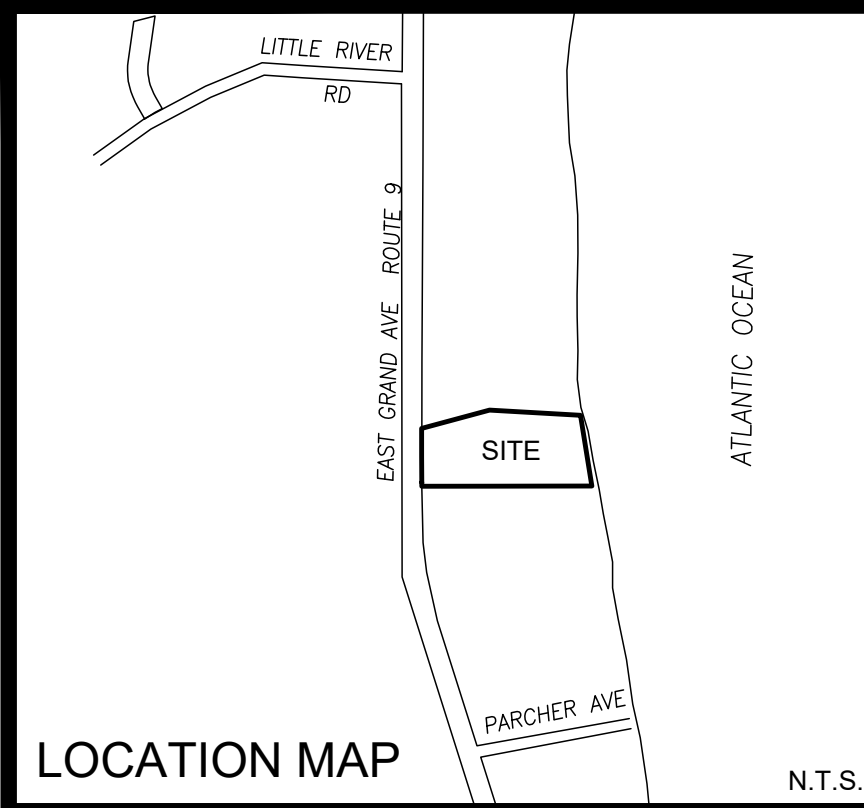 LITTLE RIVER
RD
EAST GRAND AVE ROUTE 9
ATLANTIC OCEAN
SITE
PARCHER AVE
LOCATION MAP
N.T.S.